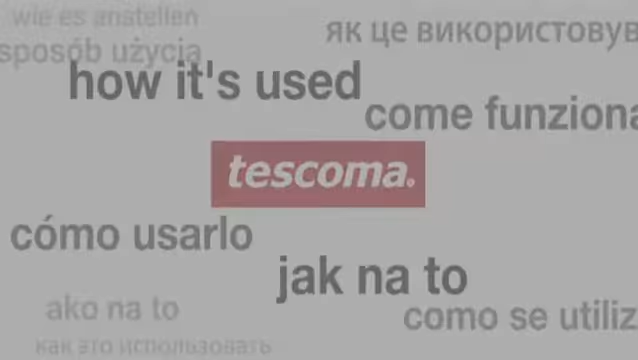 wie es anstellen
як це використовув
sposób użycia
how it's used
come funziona
tescoma.
cómo usarlo
jak na to
ako na to
como se utiliz
как это использовать